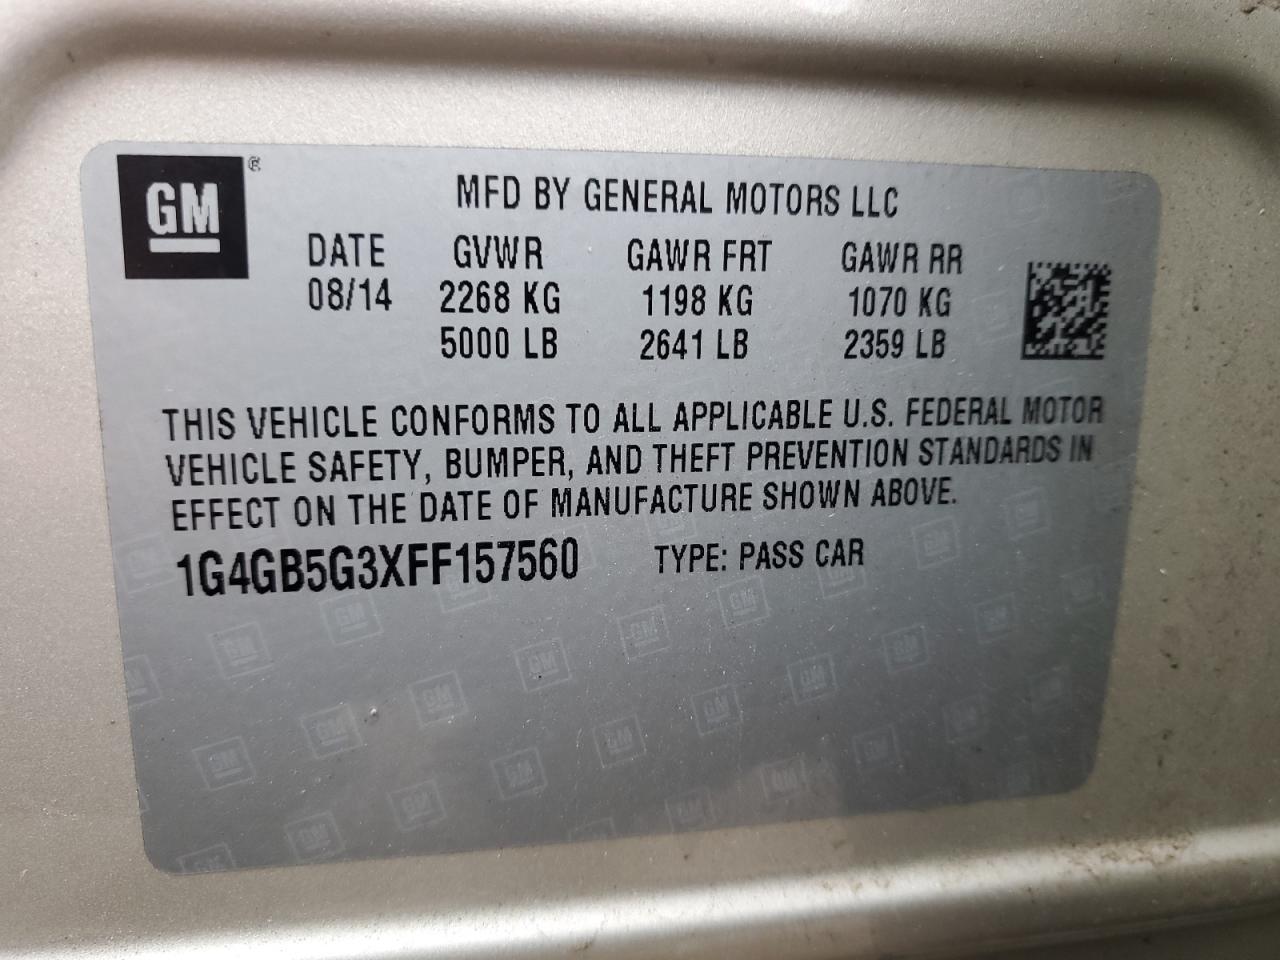 GM ®
MFD BY GENERAL MOTORS LLC
DATE GVWR GAWR FRT GAWR RR
08/14 2268 KG 1198 KG 1070 KG
5000 LB 2641 LB 2359 LB
THIS VEHICLE CONFORMS TO ALL APPLICABLE U.S. FEDERAL MOTOR
VEHICLE SAFETY, BUMPER, AND THEFT PREVENTION STANDARDS IN
EFFECT ON THE DATE OF MANUFACTURE SHOWN ABOVE.
1G4GB5G3XFF157560 TYPE: PASS CAR